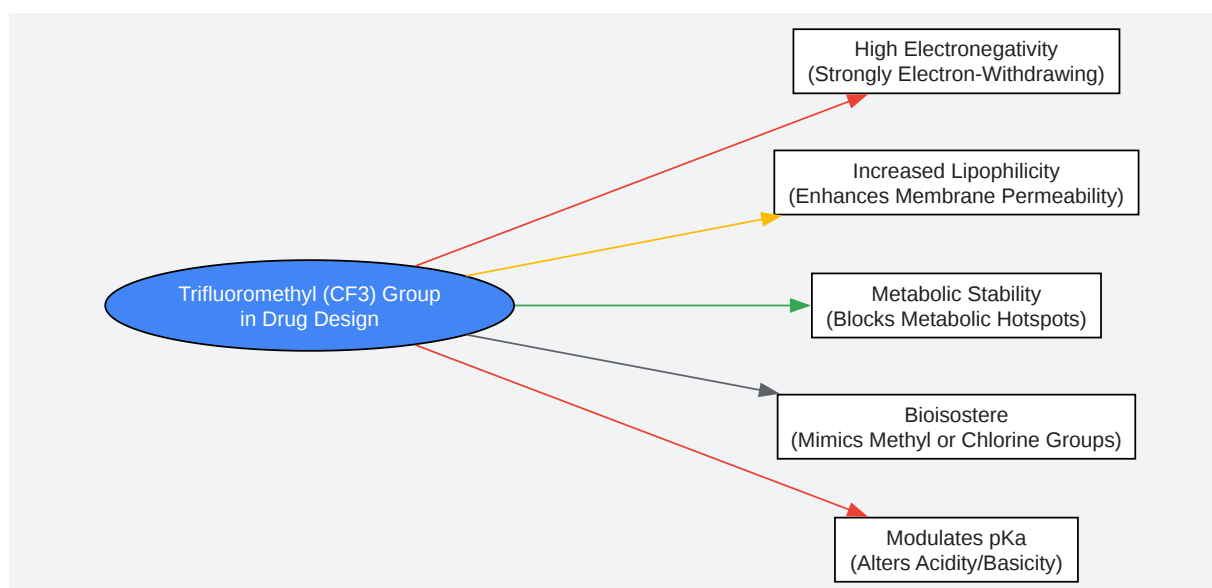 High Electronegativity
(Strongly Electron-Withdrawing)
Increased Lipophilicity
(Enhances Membrane Permeability)
Trifluoromethyl (CF3) Group
in Drug Design
Metabolic Stability
(Blocks Metabolic Hotspots)
Bioisostere
(Mimics Methyl or Chlorine Groups)
Modulates pKa
(Alters Acidity/Basicity)